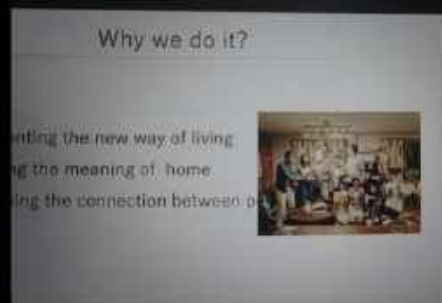 Why we do it?
the new way of living
the meaning of home
the connection between